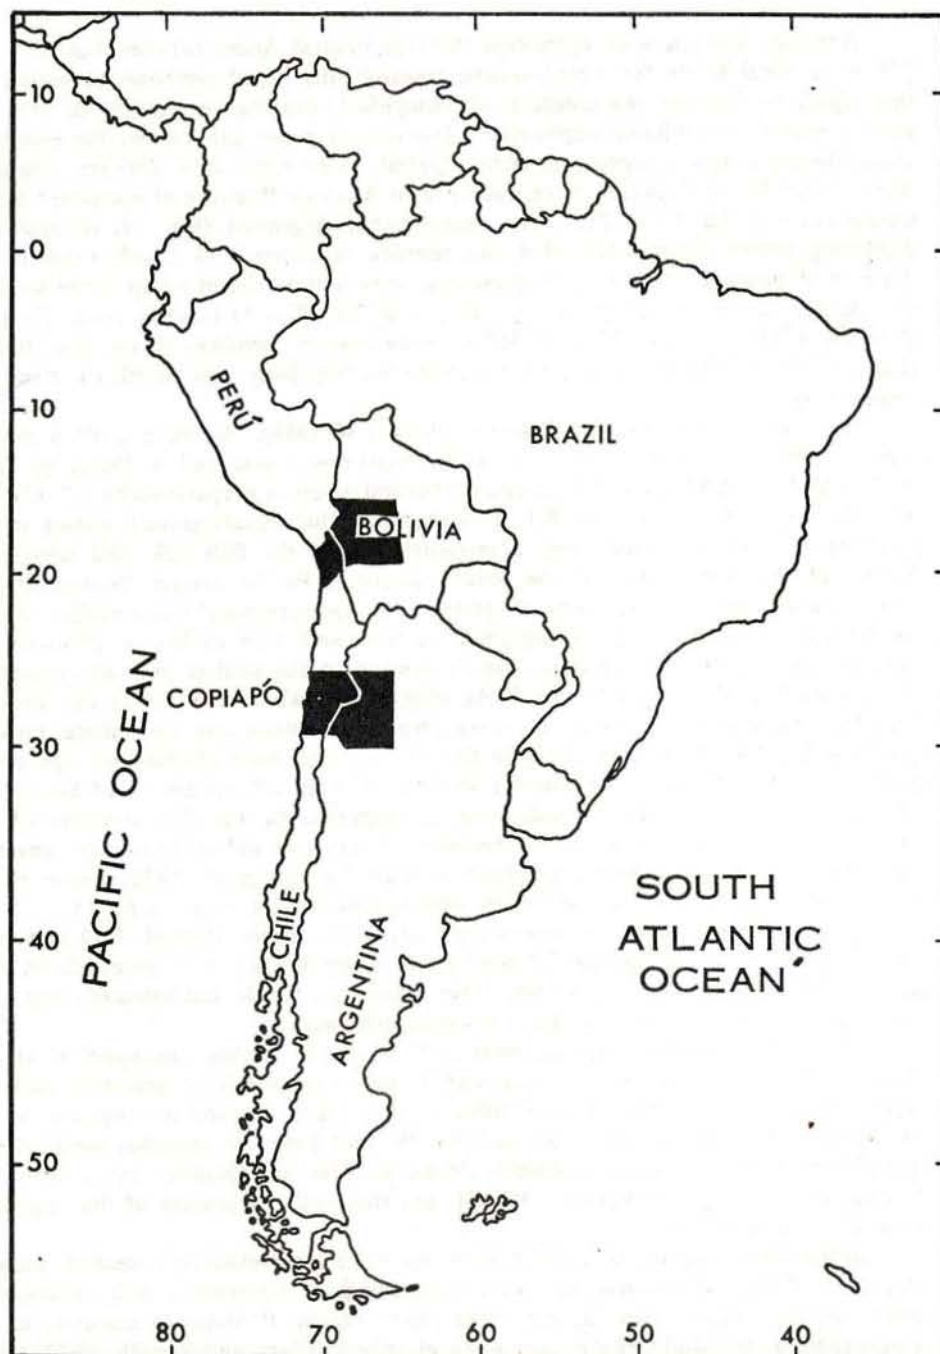 10
0
PERÚ
10
BRAZIL
BOLIVIA
20
PACIFIC OCEAN
COPIAPÓ
30
CHILE
ARGENTINA
SOUTH
ATLANTIC
OCEAN
40
50
80
70
60
50
40